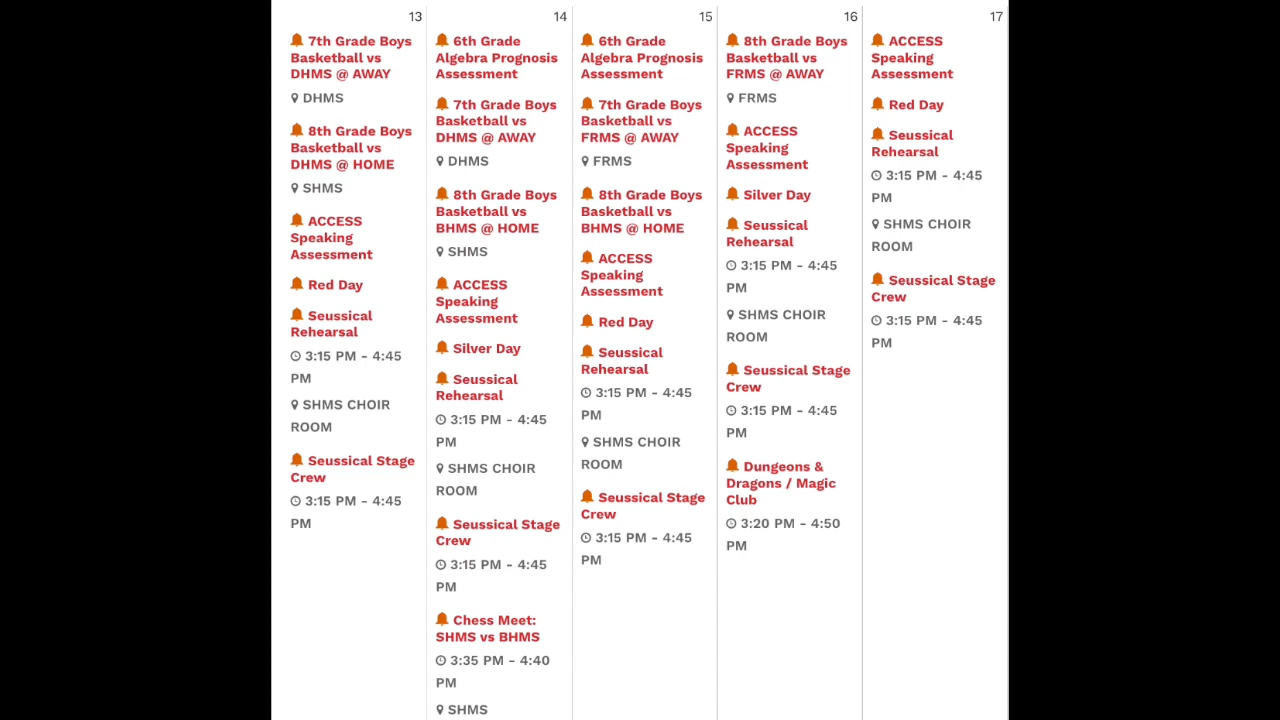 13
7th Grade Boys
Basketball vs
DHMS @ AWAY
DHMS
8th Grade Boys
Basketball vs
DHMS @ HOME
SHMS
ACCESS
Speaking
Assessment
Red Day
Seussical
Rehearsal
3:15 PM - 4:45
PM
SHMS CHOIR
ROOM
Seussical Stage
Crew
3:15 PM - 4:45
PM
14
6th Grade
Algebra Prognosis
Assessment
7th Grade Boys
Basketball vs
DHMS @ AWAY
DHMS
8th Grade Boys
Basketball vs
BHMS @ HOME
SHMS
ACCESS
Speaking
Assessment
Silver Day
Seussical
Rehearsal
3:15 PM - 4:45
PM
SHMS CHOIR
ROOM
Seussical Stage
Crew
3:15 PM - 4:45
PM
Chess Meet:
SHMS vs BHMS
3:35 PM - 4:40
PM
SHMS
15
6th Grade
Algebra Prognosis
Assessment
7th Grade Boys
Basketball vs
FRMS @ AWAY
FRMS
8th Grade Boys
Basketball vs
BHMS @ HOME
ACCESS
Speaking
Assessment
Red Day
Seussical
Rehearsal
3:15 PM - 4:45
PM
SHMS CHOIR
ROOM
Seussical Stage
Crew
3:15 PM - 4:45
PM
16
8th Grade Boys
Basketball vs
FRMS @ AWAY
FRMS
ACCESS
Speaking
Assessment
Silver Day
Seussical
Rehearsal
3:15 PM - 4:45
PM
SHMS CHOIR
ROOM
Seussical Stage
Crew
3:15 PM - 4:45
PM
Dungeons &
Dragons / Magic
Club
3:20 PM - 4:50
PM
17
ACCESS
Speaking
Assessment
Red Day
Seussical
Rehearsal
3:15 PM - 4:45
PM
SHMS CHOIR
ROOM
Seussical Stage
Crew
3:15 PM - 4:45
PM